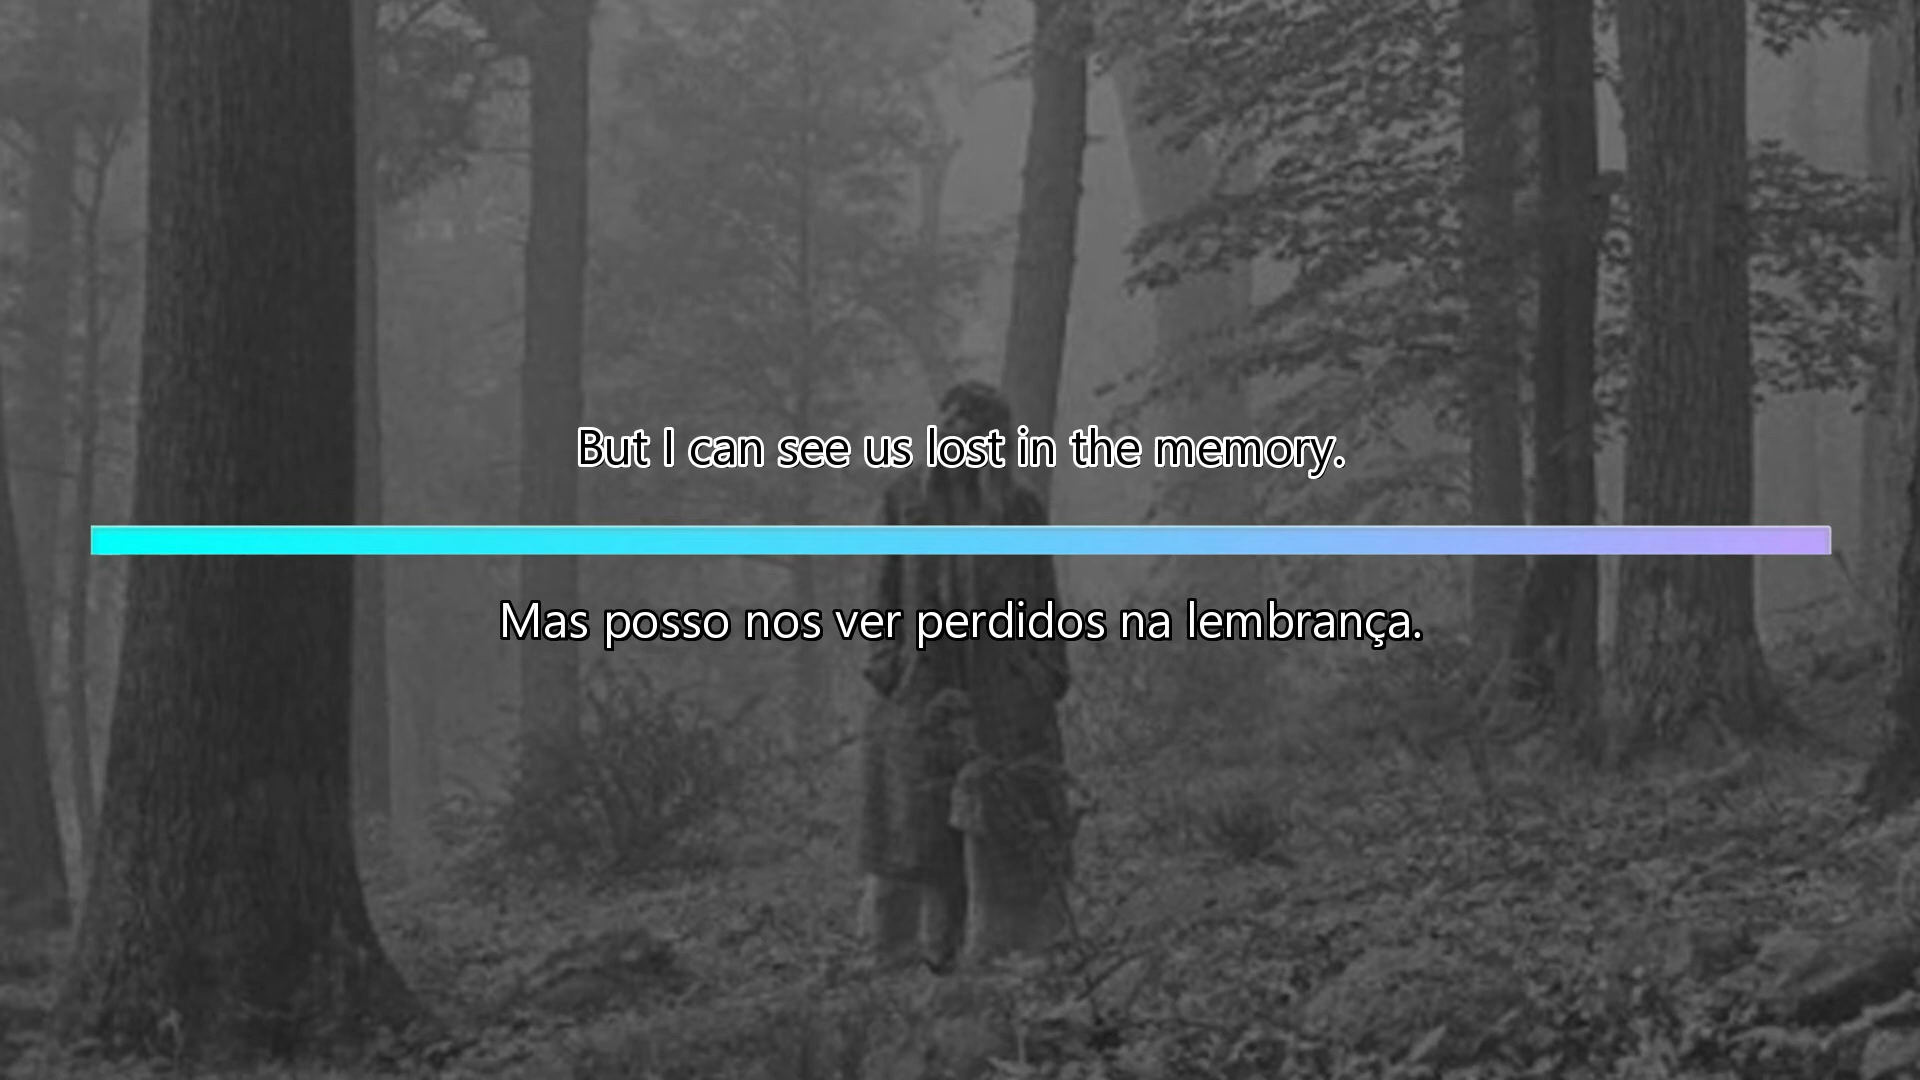 But I can see us lost in the memory.
Mas posso nos ver perdidos na lembrança.